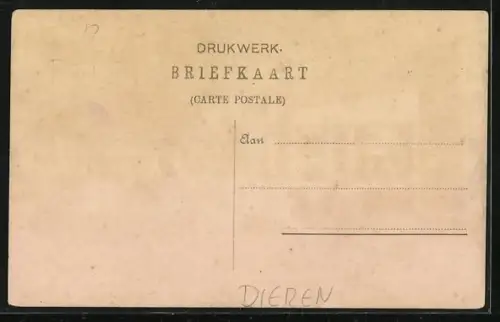 DRUKWERK.
BRIEFKAART
(CARTE POSTALE)
Aan
DIEREN